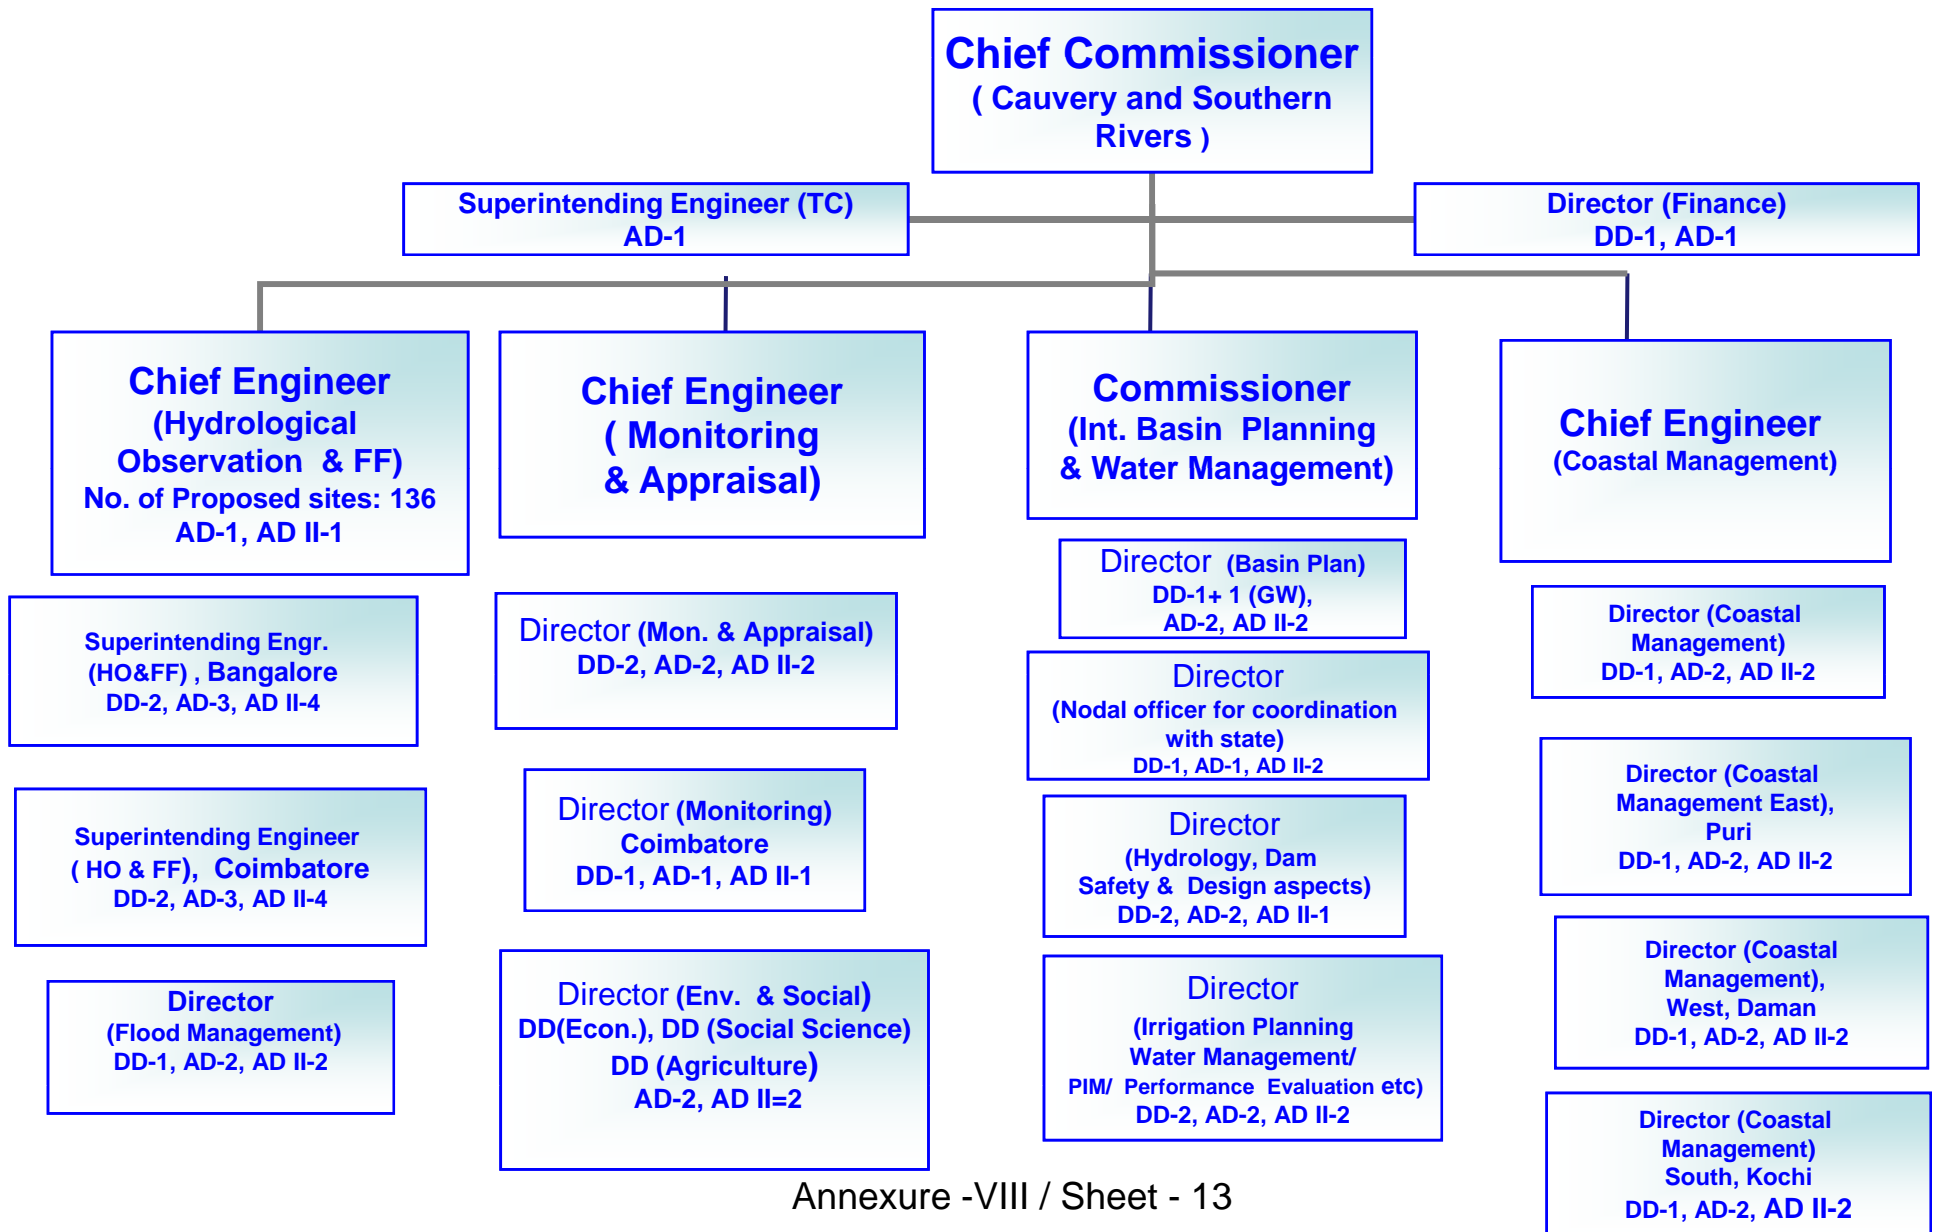 Chief Commissioner
( Cauvery and Southern
Rivers )
Superintending Engineer (TC)
AD-1
Director (Finance)
DD-1, AD-1
Chief Engineer
(Hydrological
Observation & FF)
No. of Proposed sites: 136
AD-1, AD II-1
Superintending Engr.
(HO&FF) , Bangalore
DD-2, AD-3, AD II-4
Superintending Engineer
( HO & FF), Coimbatore
DD-2, AD-3, AD II-4
Director
(Flood Management)
DD-1, AD-2, AD II-2
Chief Engineer
( Monitoring
& Appraisal)
Director (Mon. & Appraisal)
DD-2, AD-2, AD II-2
Director (Monitoring)
Coimbatore
DD-1, AD-1, AD II-1
Director (Env. & Social)
DD(Econ.), DD (Social Science)
DD (Agriculture)
AD-2, AD II=2
Commissioner
(Int. Basin Planning
& Water Management)
Director (Basin Plan)
DD-1+ 1 (GW),
AD-2, AD II-2
Director
(Nodal officer for coordination
with state)
DD-1, AD-1, AD II-2
Director
(Hydrology, Dam
Safety & Design aspects)
DD-2, AD-2, AD II-1
Director
(Irrigation Planning
Water Management/
PIM/ Performance Evaluation etc)
DD-2, AD-2, AD II-2
Chief Engineer
(Coastal Management)
Director (Coastal
Management)
DD-1, AD-2, AD II-2
Director (Coastal
Management East),
Puri
DD-1, AD-2, AD II-2
Director (Coastal
Management),
West, Daman
DD-1, AD-2, AD II-2
Director (Coastal
Management)
South, Kochi
DD-1, AD-2, AD II-2
Annexure -VIII / Sheet - 13